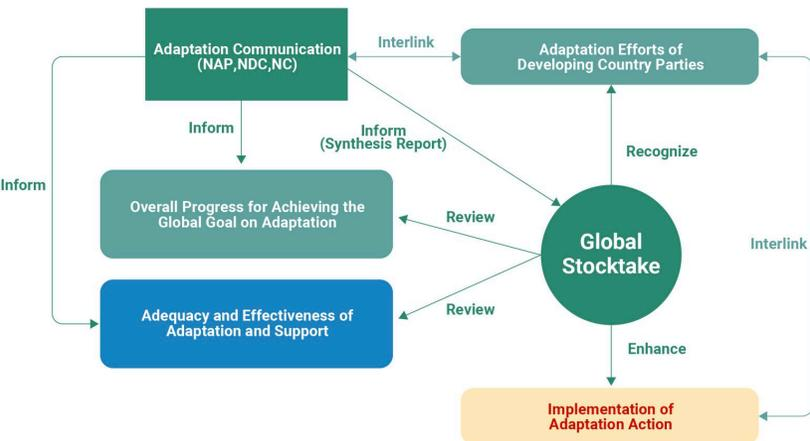 Adaptation Communication
(NAP,NDC,NC)
Interlink
Adaptation Efforts of
Developing Country Parties
Inform
Inform
(Synthesis Report)
Recognize
Inform
Overall Progress for Achieving the
Global Goal on Adaptation
Review
Global
Stocktake
Interlink
Adequacy and Effectiveness of
Adaptation and Support
Review
Enhance
Implementation of
Adaptation Action